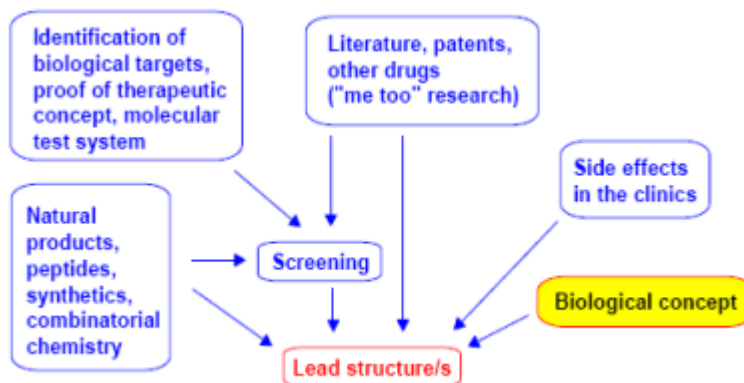 Identification of
biological targets,
proof of therapeutic
concept, molecular
test system
Literature, patents,
other drugs
("me too" research)
Side effects
in the clinics
Natural
products,
peptides,
synthetics,
combinatorial
chemistry
Screening
Biological concept
Lead structure/s